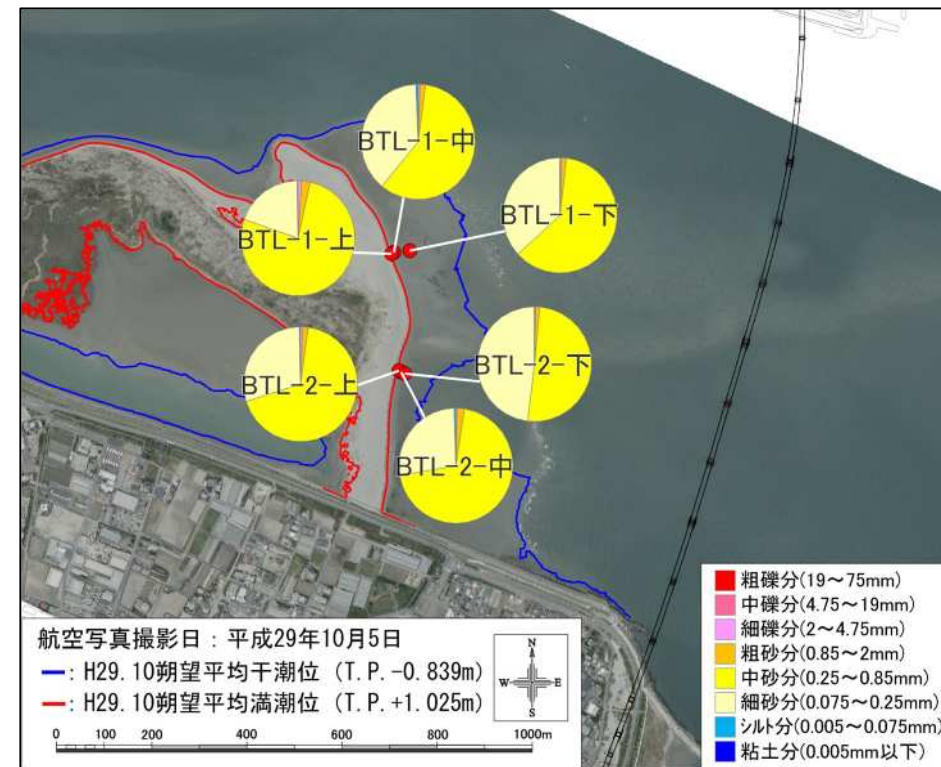 BTL-1-中
BTL-1-下
BTL-1-上
BTL-2-下
BTL-2-上
BTL-2-中
航空写真撮影日：平成29年10月5日
：H29.10朔望平均干潮位（T.P.-0.839m）
：H29.10朔望平均満潮位（T.P.+1.025m）
N
W E
S
0 100 200 400 600 800 1000m
粗礫分(19～75mm)
中礫分(4.75～19mm)
細礫分(2～4.75mm)
粗砂分(0.85～2mm)
中砂分(0.25～0.85mm)
細砂分(0.075～0.25mm)
シルト分(0.005～0.075mm)
粘土分(0.005mm以下)